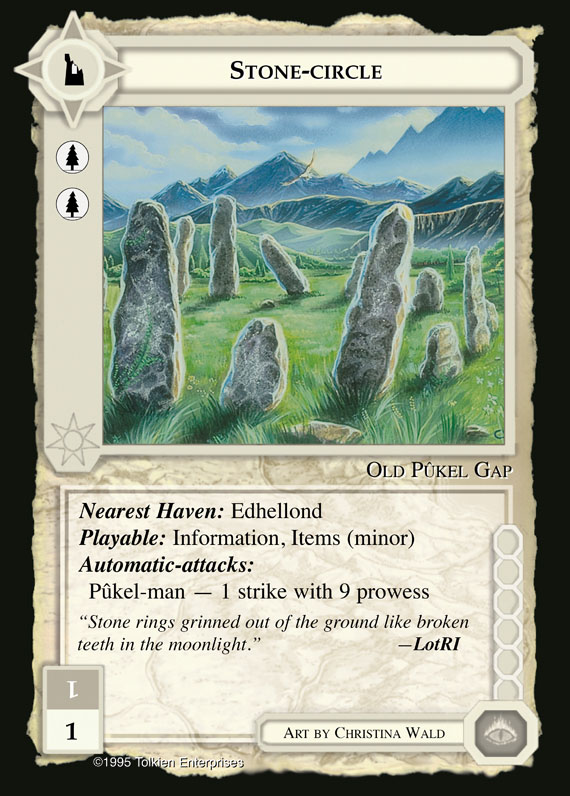 Stone-circle
Old Pûkel Gap
Nearest Haven: Edhellond
Playable: Information, Items (minor)
Automatic-attacks:
Pûkel-man — 1 strike with 9 prowess
“Stone rings grinned out of the ground like broken
teeth in the moonlight.” —LotRI
1
1
Art by Christina Wald
©1995 Tolkien Enterprises